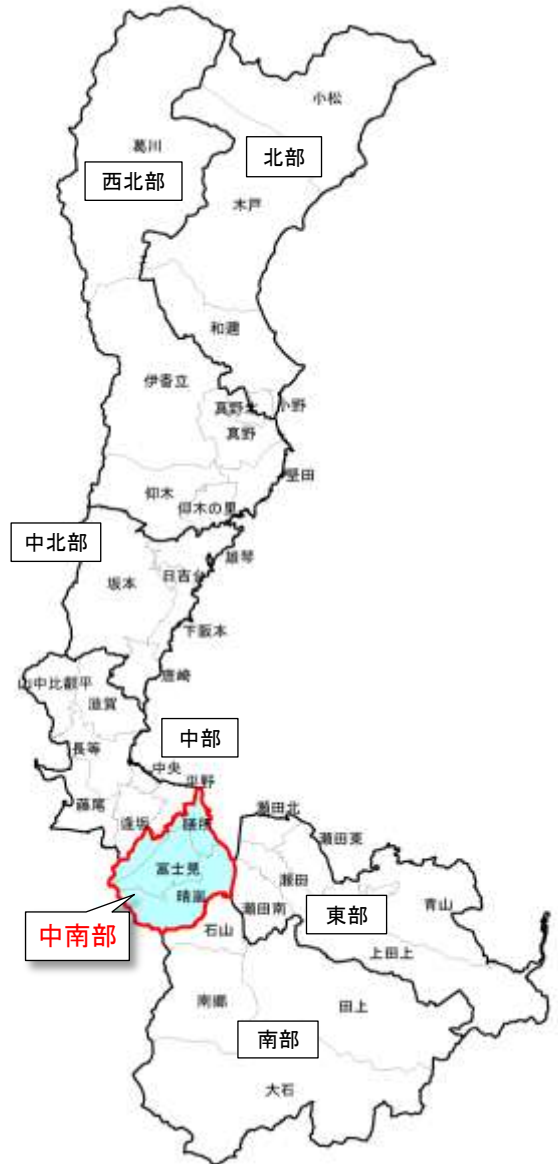 小松
葛川
北部
西北部
木戸
和邇
伊香立
真野北
小野
真野
堅田
仰木
仰木の里
中北部
雄琴
日吉台
坂本
下阪本
唐崎
山中比叡平
滋賀
中部
長等
中央
平野
藤尾
逢坂
膳所
瀬田北
瀬田東
富士見
瀬田
晴嵐
瀬田南
東部
青山
中南部
石山
上田上
南郷
田上
南部
大石